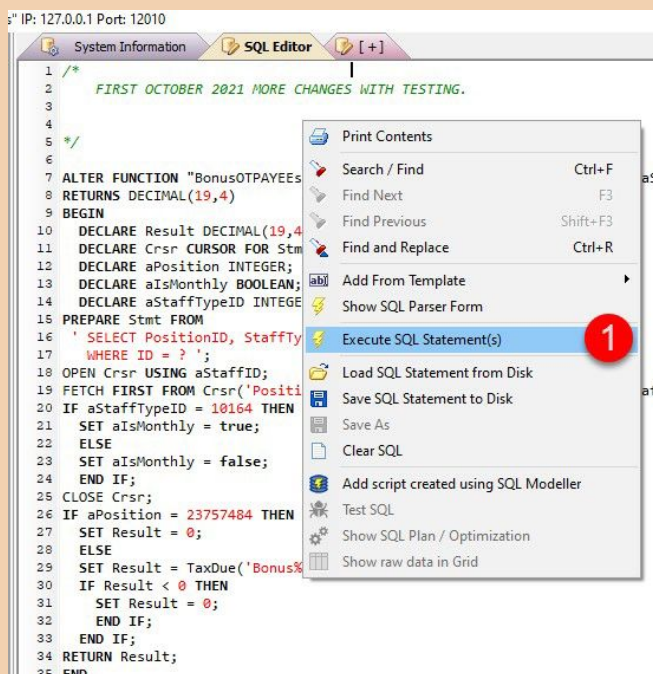 s" IP: 127.0.0.1 Port: 12010
System Information SQL Editor [+]
1 /*
2 FIRST OCTOBER 2021 MORE CHANGES WITH TESTING.
3
4
5 */
6
7 ALTER FUNCTION "BonusOTPAYEEs
8 RETURNS DECIMAL(19,4)
9 BEGIN
10 DECLARE Result DECIMAL(19,4
11 DECLARE Crsr CURSOR FOR Stm
12 DECLARE aPosition INTEGER;
13 DECLARE aIsMonthly BOOLEAN;
14 DECLARE aStaffTypeID INTEGE
15 PREPARE Stmt FROM
16 ' SELECT PositionID, StaffTy
17 WHERE ID = ? ';
18 OPEN Crsr USING aStaffID;
19 FETCH FIRST FROM Crsr('Positi
20 IF aStaffTypeID = 10164 THEN
21 SET aIsMonthly = true;
22 ELSE
23 SET aIsMonthly = false;
24 END IF;
25 CLOSE Crsr;
26 IF aPosition = 23757484 THEN
27 SET Result = 0;
28 ELSE
29 SET Result = TaxDue('Bonus%
30 IF Result < 0 THEN
31 SET Result = 0;
32 END IF;
33 END IF;
34 RETURN Result;
35 END
Print Contents
Search / Find Ctrl+F
Find Next F3
Find Previous Shift+F3
Find and Replace Ctrl+R
Add From Template
Show SQL Parser Form
Execute SQL Statement(s) 1
Load SQL Statement from Disk
Save SQL Statement to Disk
Save As
Clear SQL
Add script created using SQL Modeller
Test SQL
Show SQL Plan / Optimization
Show raw data in Grid